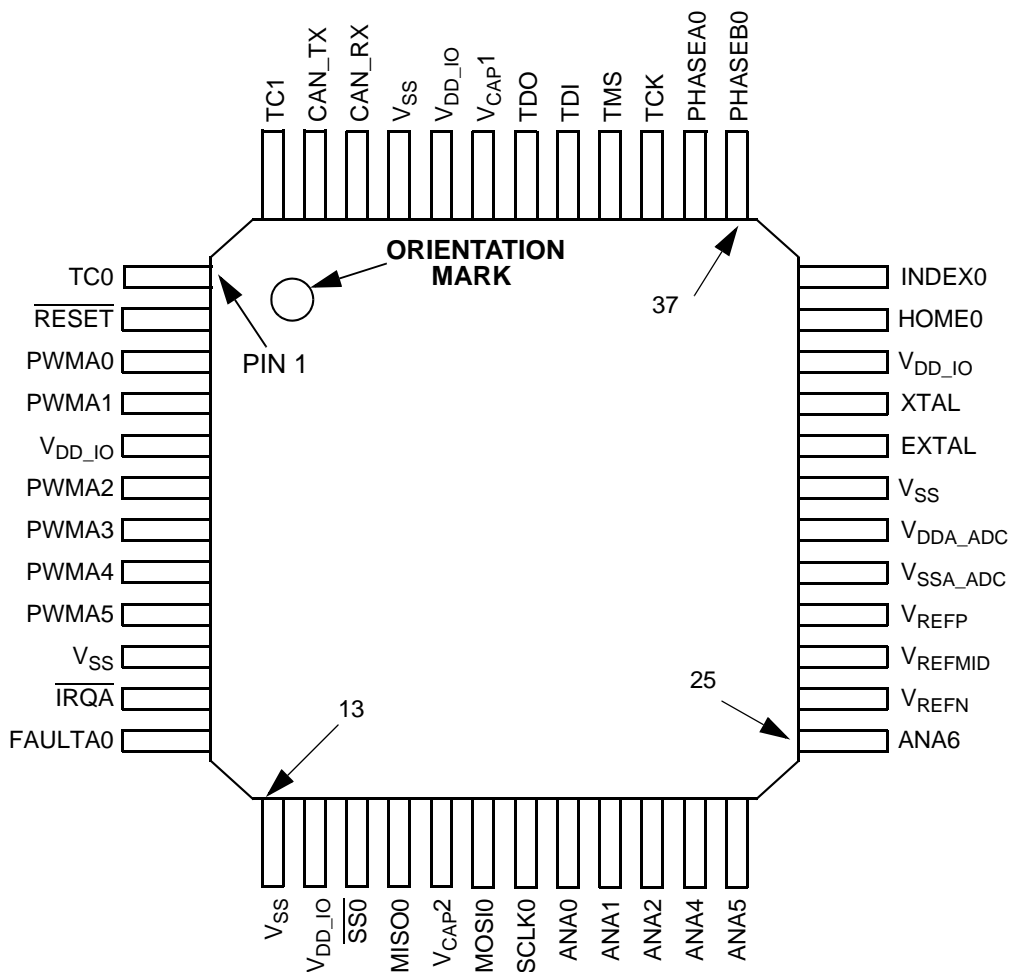 TC1
CAN_TX
CAN_RX
VSS
VDD_IO
VCAP1
TDO
TDI
TMS
TCK
PHASEA0
PHASEB0
ORIENTATION
MARK
37
PIN 1
TC0
RESET
PWMA0
PWMA1
VDD_IO
PWMA2
PWMA3
PWMA4
PWMA5
VSS
IRQA
FAULTA0
INDEX0
HOME0
VDD_IO
XTAL
EXTAL
VSS
VDDA_ADC
VSSA_ADC
VREFP
VREFMID
VREFN
ANA6
13
25
VSS
VDD_IO
SS0
MISO0
VCAP2
MOSI0
SCLK0
ANA0
ANA1
ANA2
ANA4
ANA5